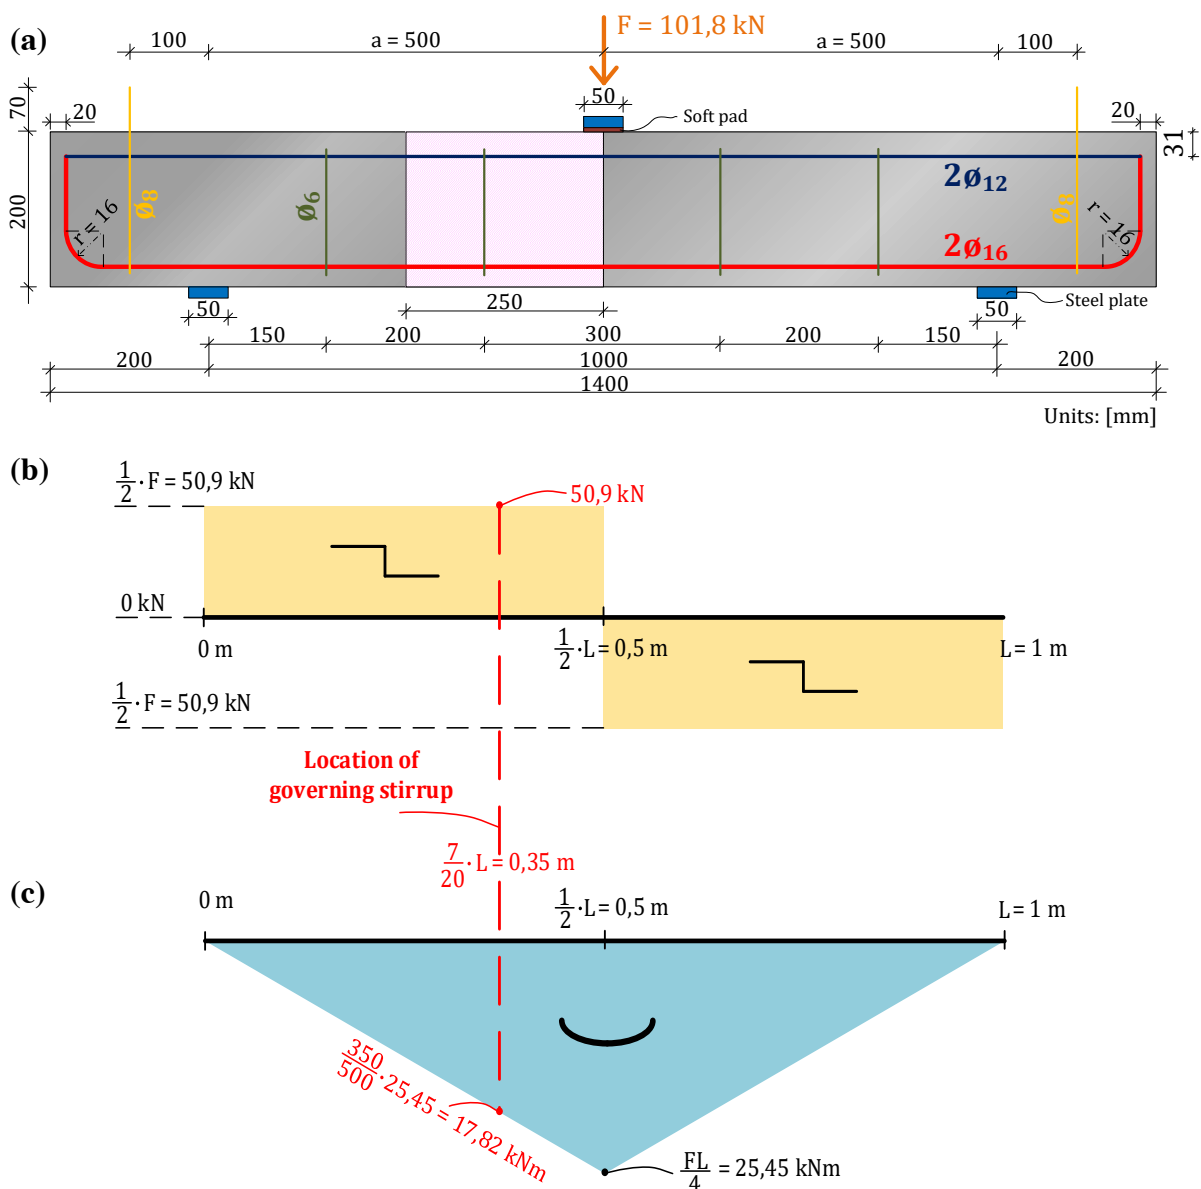 (a)
F = 101,8 kN
100
a = 500
a = 500
100
70
20
50
Soft pad
20
31
200
ø8
ø6
2ø12
ø8
r = 16
r = 16
2ø16
50
250
50
Steel plate
150
200
300
200
150
200
1000
200
1400
Units: [mm]
(b)
1/2 · F = 50,9 kN
50,9 kN
0 kN
0 m
1/2 · L = 0,5 m
L = 1 m
1/2 · F = 50,9 kN
Location of
governing stirrup
7/20 · L = 0,35 m
(c)
0 m
1/2 · L = 0,5 m
L = 1 m
350/500 · 25,45 = 17,82 kNm
FL/4 = 25,45 kNm